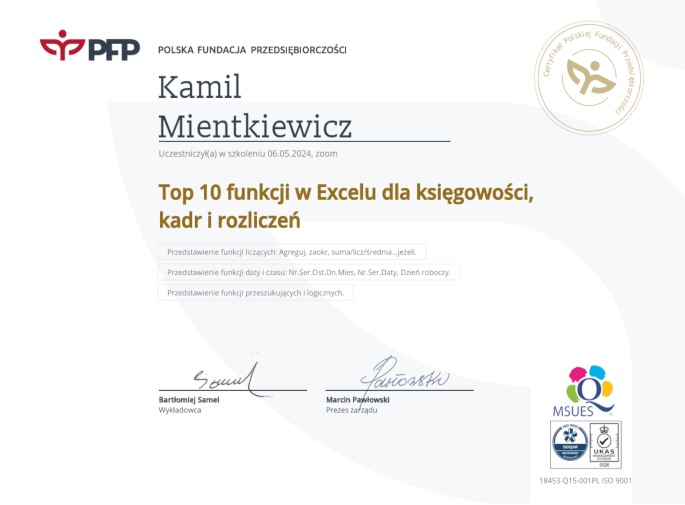 PFP
POLSKA FUNDACJA PRZEDSIĘBIORCZOŚCI
Certyfikat Polskiej Fundacji Przedsiębiorczości
Kamil
Mientkiewicz
Uczestniczył(a) w szkoleniu 06.05.2024, zoom
Top 10 funkcji w Excelu dla księgowości,
kadr i rozliczeń
Przedstawienie funkcji liczących: Agreguj, zaokr, suma/licz/średnia...jeżeli.
Przedstawienie funkcji daty i czasu: Nr.Ser.Ost.Dn.Mies, Nr.Ser.Daty, Dzień.roboczy.
Przedstawienie funkcji przeszukujących i logicznych.
Bartłomiej Samel
Wykładowca
Marcin Pawłowski
Prezes zarządu
MSUES
ISOQAR
UKAS
MANAGEMENT
SYSTEMS
0026
18453-Q15-001PL ISO 9001